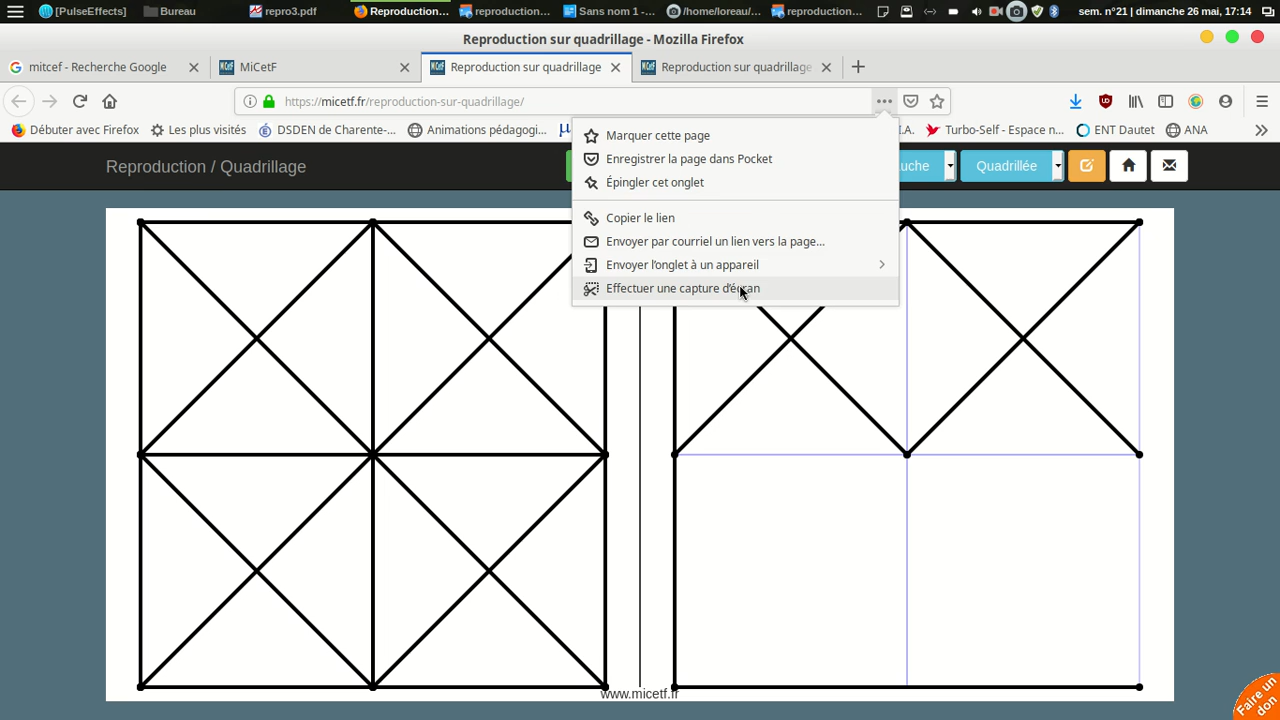 [PulseEffects] Bureau repro3.pdf Reproduction... reproduction... Sans nom 1 -... /home/loreau/... reproduction... sem. n°21 | dimanche 26 mai, 17:14
Reproduction sur quadrillage - Mozilla Firefox
mitcef - Recherche Google MiCetF Reproduction sur quadrillage Reproduction sur quadrillage
https://micetf.fr/reproduction-sur-quadrillage/
Débuter avec Firefox Les plus visités DSDEN de Charente-... Animations pédagogi... µ I.A. Turbo-Self - Espace n... ENT Dautet ANA
Marquer cette page
Enregistrer la page dans Pocket
Épingler cet onglet
Copier le lien
Envoyer par courriel un lien vers la page...
Envoyer l'onglet à un appareil
Effectuer une capture d'écran
Reproduction / Quadrillage uche Quadrillée
www.micetf.fr
Faire un
don